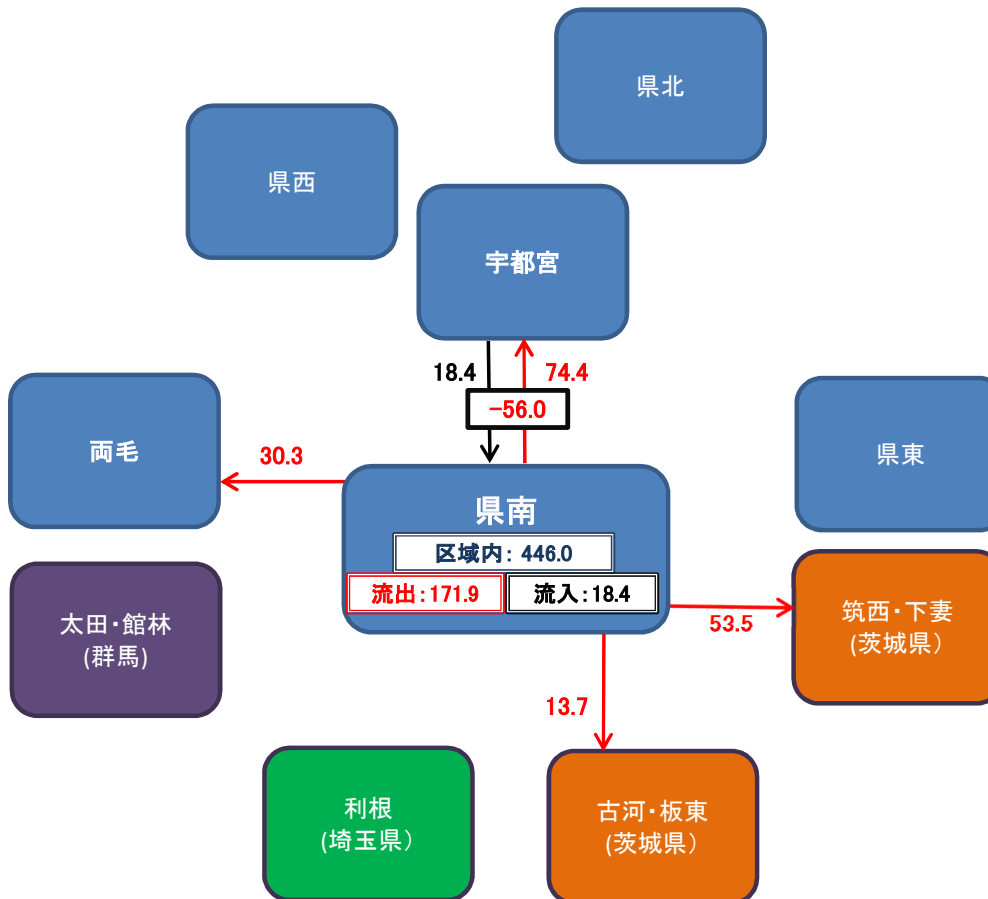 県北
県西
宇都宮
18.4
74.4
-56.0
両毛
30.3
県東
県南
区域内: 446.0
流出:171.9
流入:18.4
太田・館林
(群馬)
53.5
筑西・下妻
(茨城県)
13.7
利根
(埼玉県)
古河・板東
(茨城県)